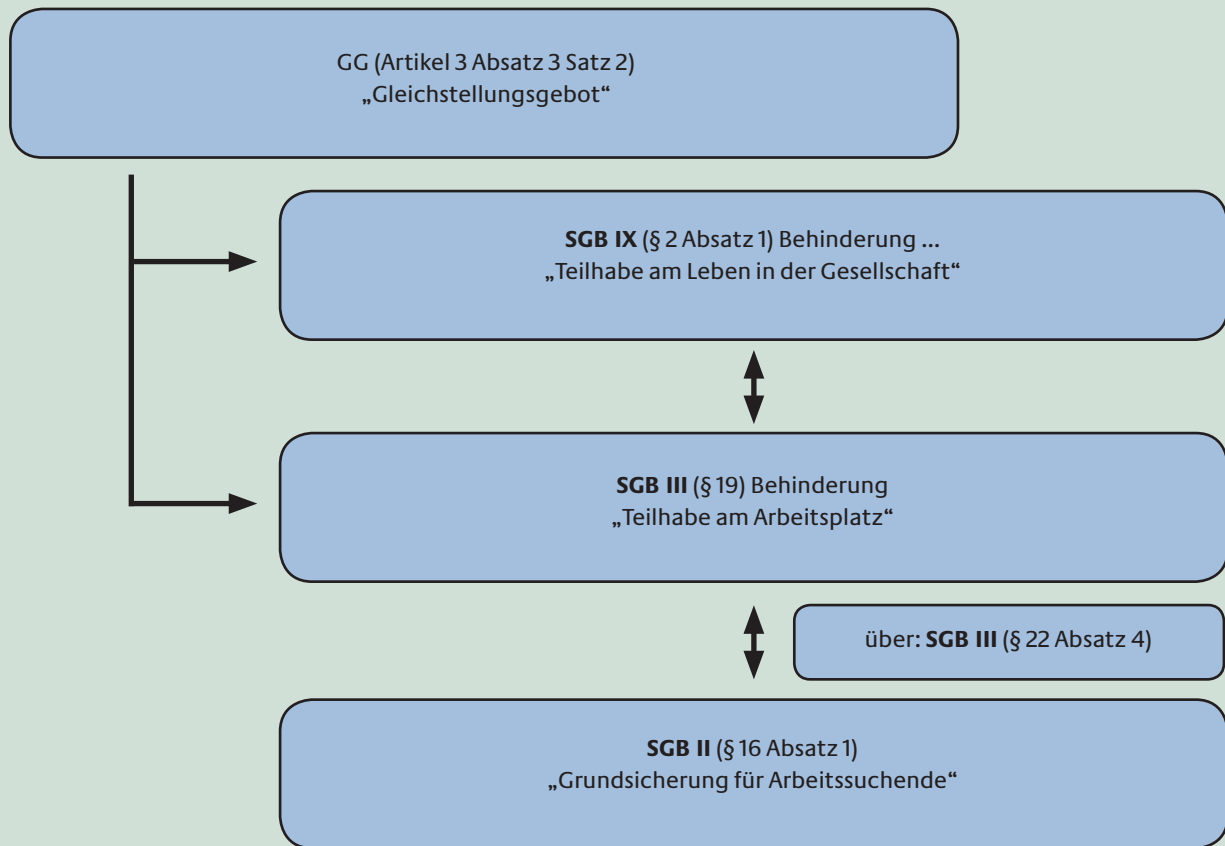 GG (Artikel 3 Absatz 3 Satz 2)
„Gleichstellungsgebot“
SGB IX (§ 2 Absatz 1) Behinderung ...
„Teilhabe am Leben in der Gesellschaft“
SGB III (§ 19) Behinderung
„Teilhabe am Arbeitsplatz“
über: SGB III (§ 22 Absatz 4)
SGB II (§ 16 Absatz 1)
„Grundsicherung für Arbeitssuchende“